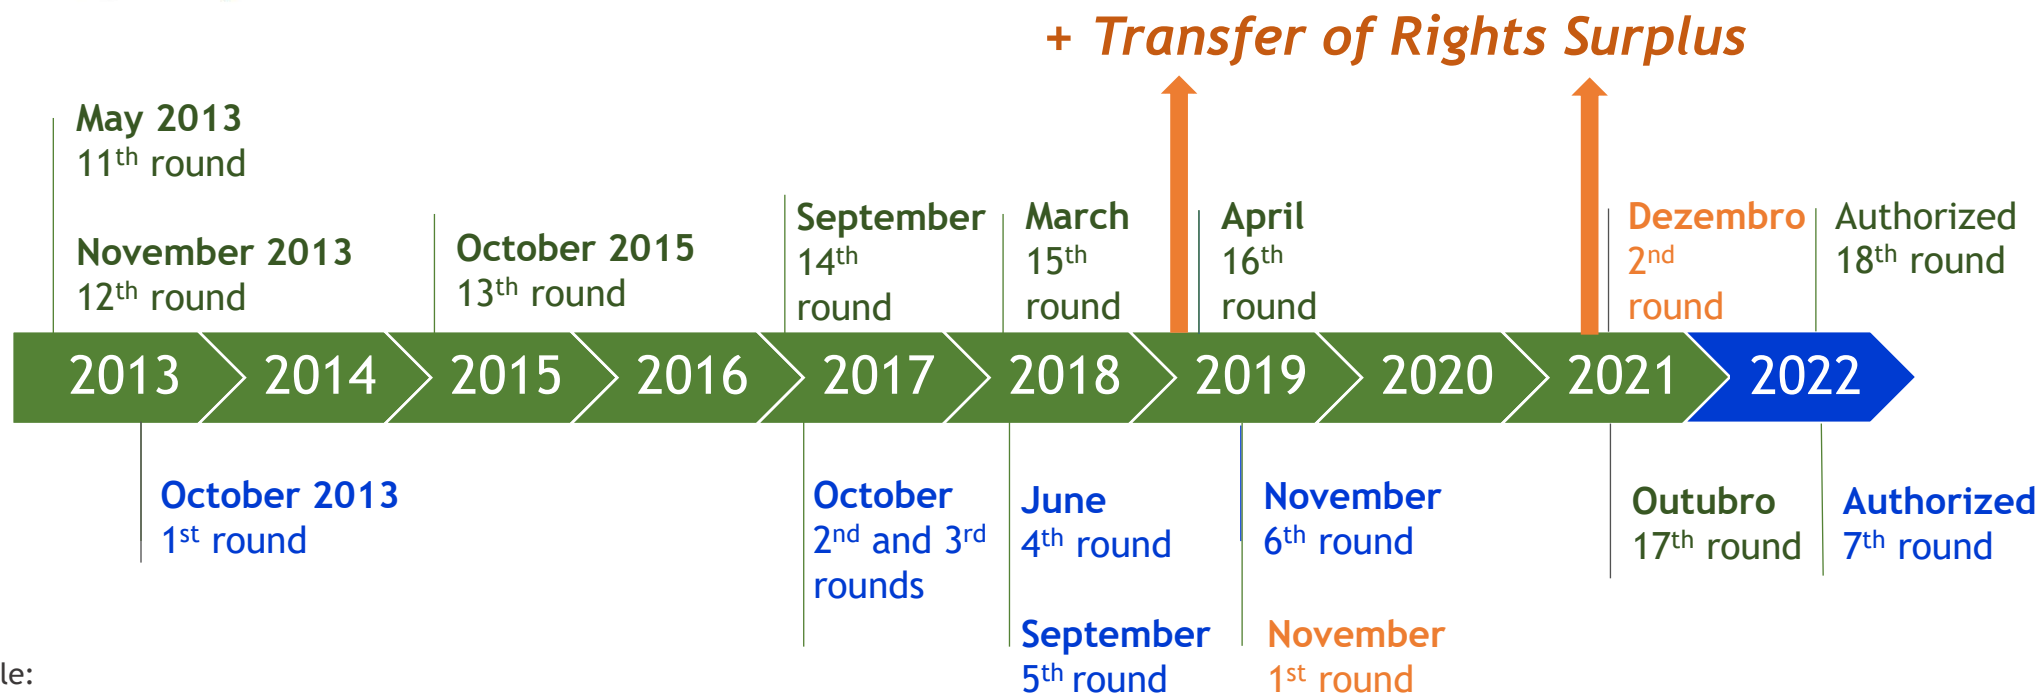 + Transfer of Rights Surplus
May 2013
11th round
November 2013
12th round
October 2015
13th round
September
14th
round
March
15th
round
April
16th
round
Dezembro
2nd
round
Authorized
18th round
2013
2014
2015
2016
2017
2018
2019
2020
2021
2022
October 2013
1st round
October
2nd and 3rd
rounds
June
4th round
September
5th round
November
6th round
November
1st round
Outubro
17th round
Authorized
7th round
le: